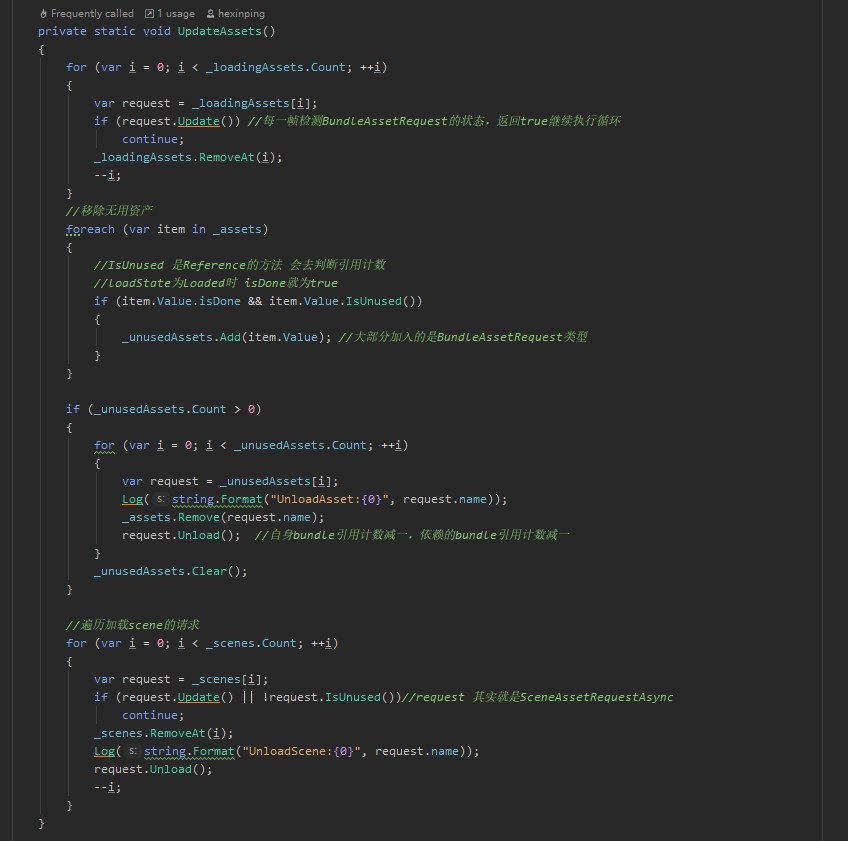 Frequently called 1 usage hexinping
private static void UpdateAssets()
{
for (var i = 0; i < _loadingAssets.Count; ++i)
{
var request = _loadingAssets[i];
if (request.Update()) //每一帧检测BundleAssetRequest的状态,返回true继续执行循环
continue;
_loadingAssets.RemoveAt(i);
--i;
}
//移除无用资产
foreach (var item in _assets)
{
//IsUnused 是Reference的方法 会去判断引用计数
//loadState为Loaded时 isDone就为true
if (item.Value.isDone && item.Value.IsUnused())
{
_unusedAssets.Add(item.Value); //大部分加入的是BundleAssetRequest类型
}
}
if (_unusedAssets.Count > 0)
{
for (var i = 0; i < _unusedAssets.Count; ++i)
{
var request = _unusedAssets[i];
Log( s: string.Format("UnloadAsset:{0}", request.name));
_assets.Remove(request.name);
request.Unload(); //自身bundle引用计数减一,依赖的bundle引用计数减一
}
_unusedAssets.Clear();
}
//遍历加载scene的请求
for (var i = 0; i < _scenes.Count; ++i)
{
var request = _scenes[i];
if (request.Update() || !request.IsUnused())//request 其实就是SceneAssetRequestAsync
continue;
_scenes.RemoveAt(i);
Log( s: string.Format("UnloadScene:{0}", request.name));
request.Unload();
--i;
}
}